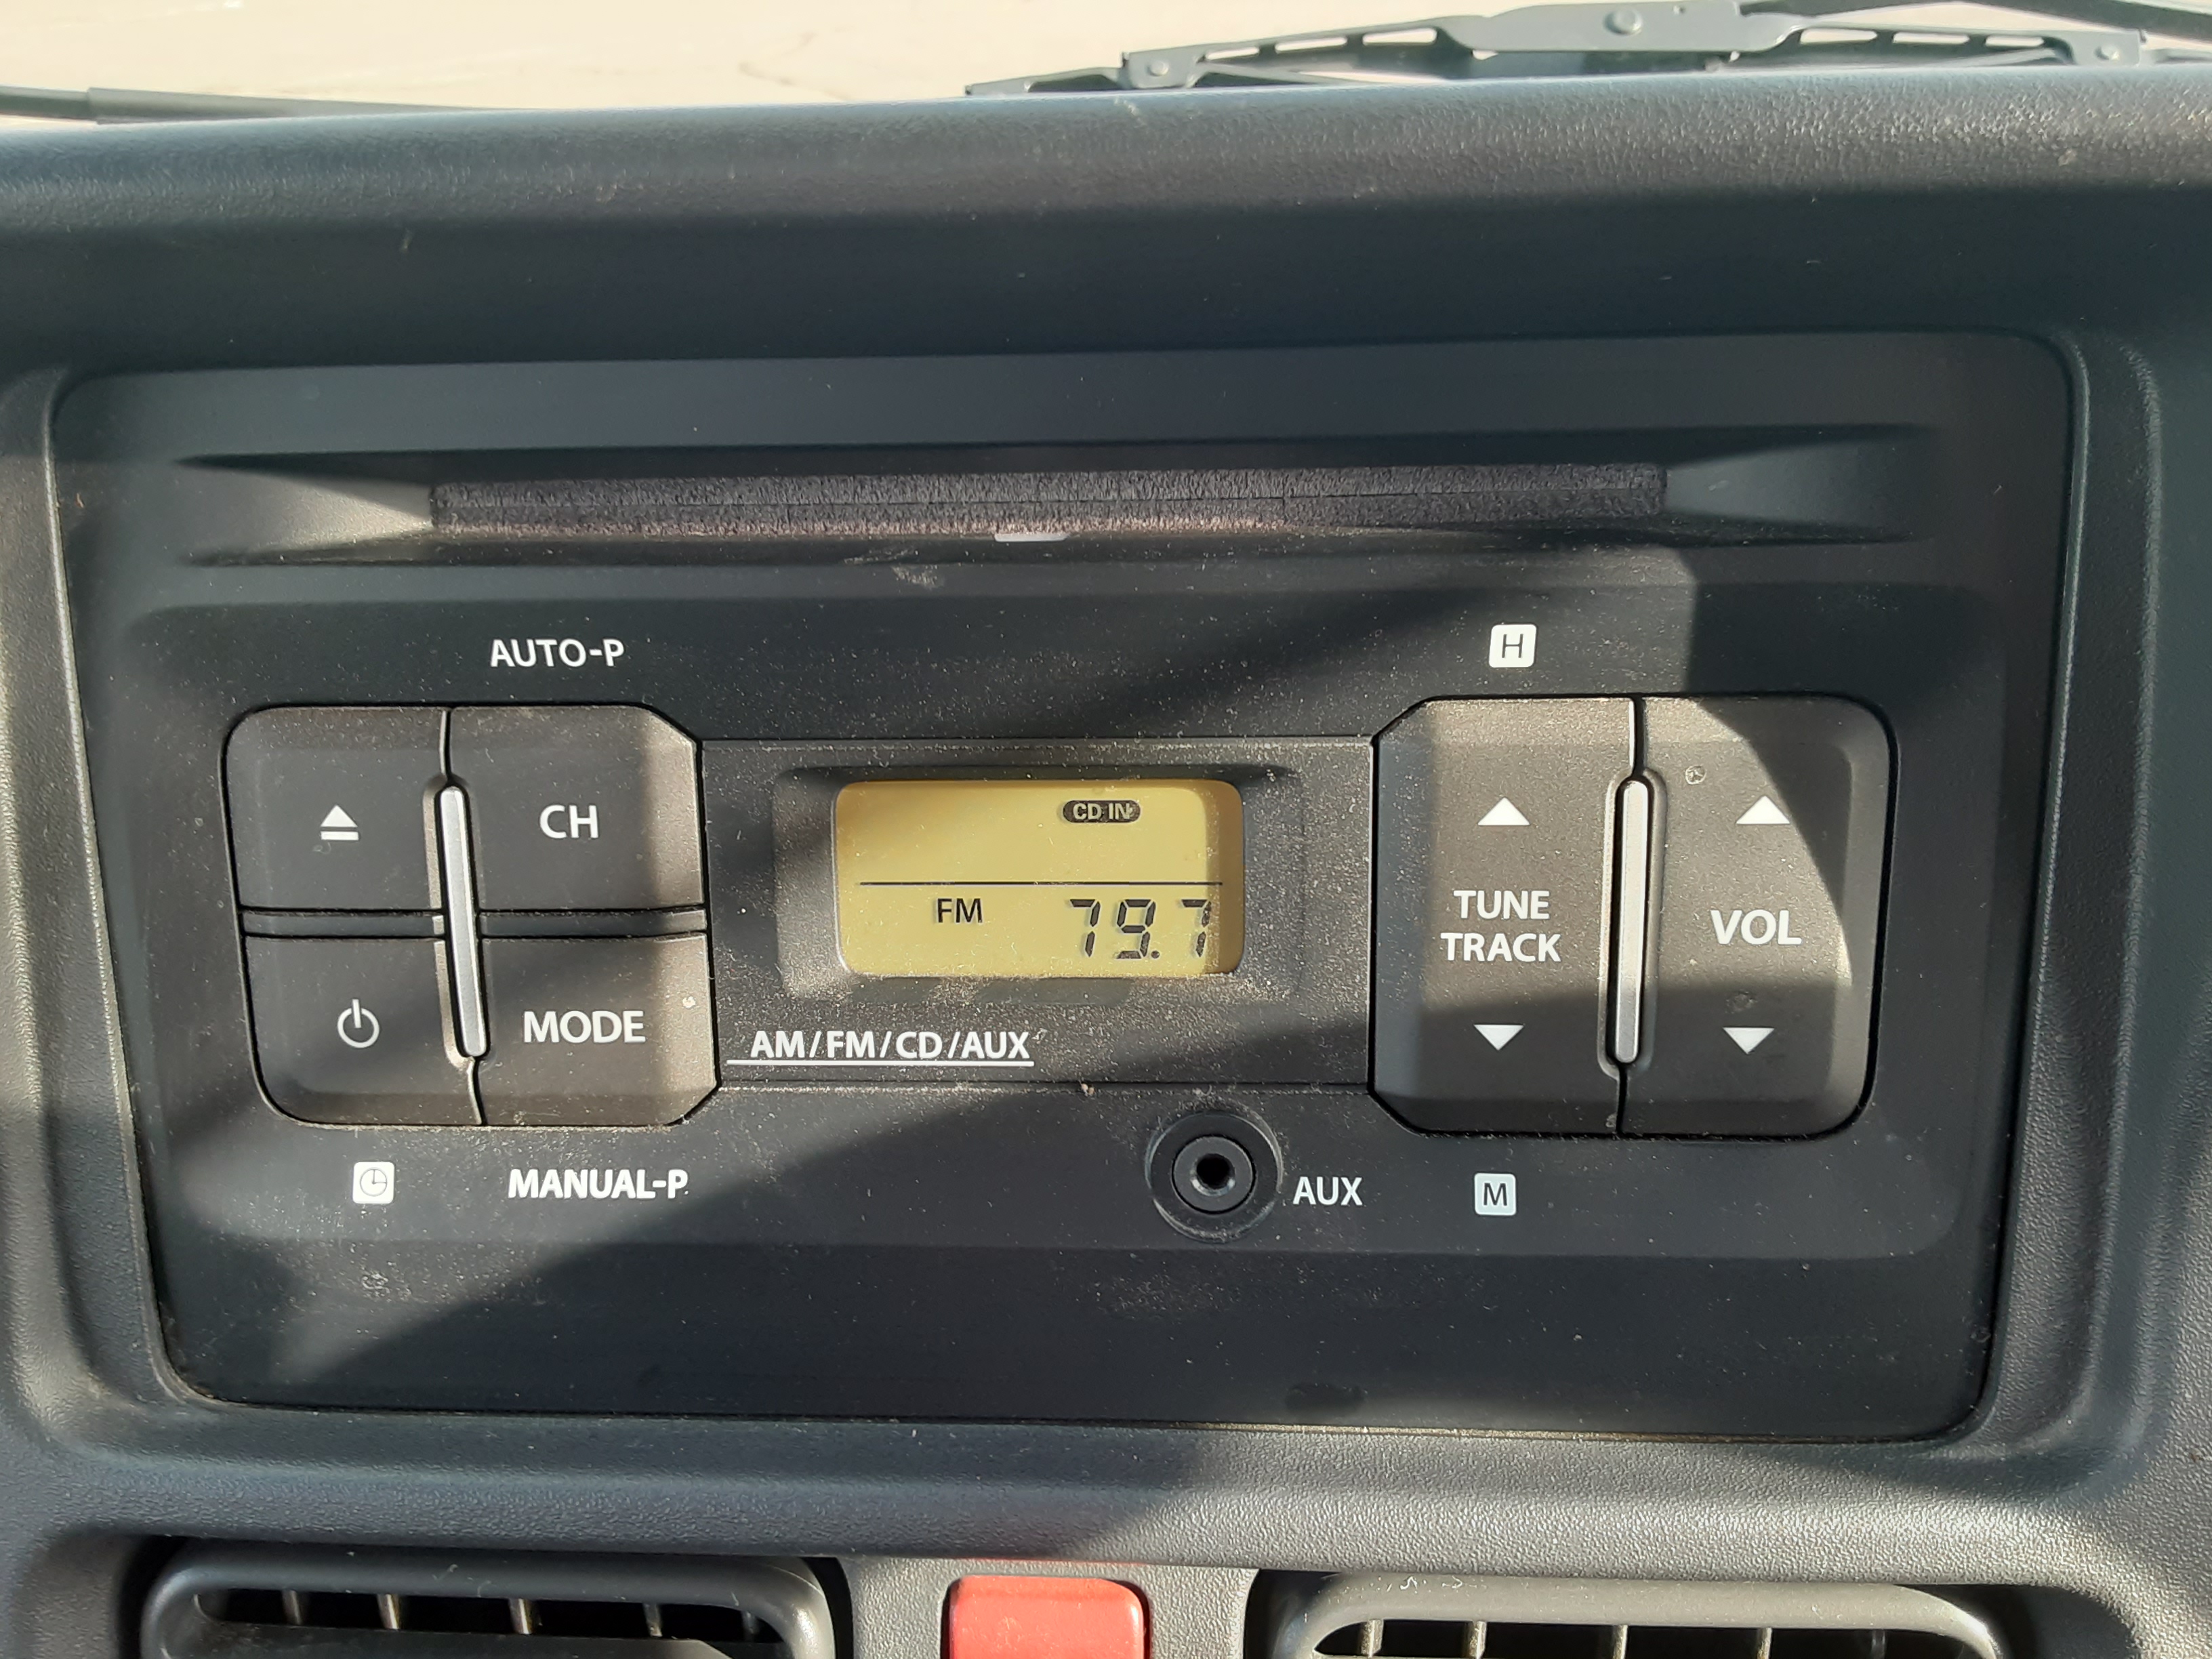 AUTO-P
H
CH
CD IN
FM 79.7
TUNE
TRACK
VOL
MODE
AM/FM/CD/AUX
MANUAL-P
AUX
M